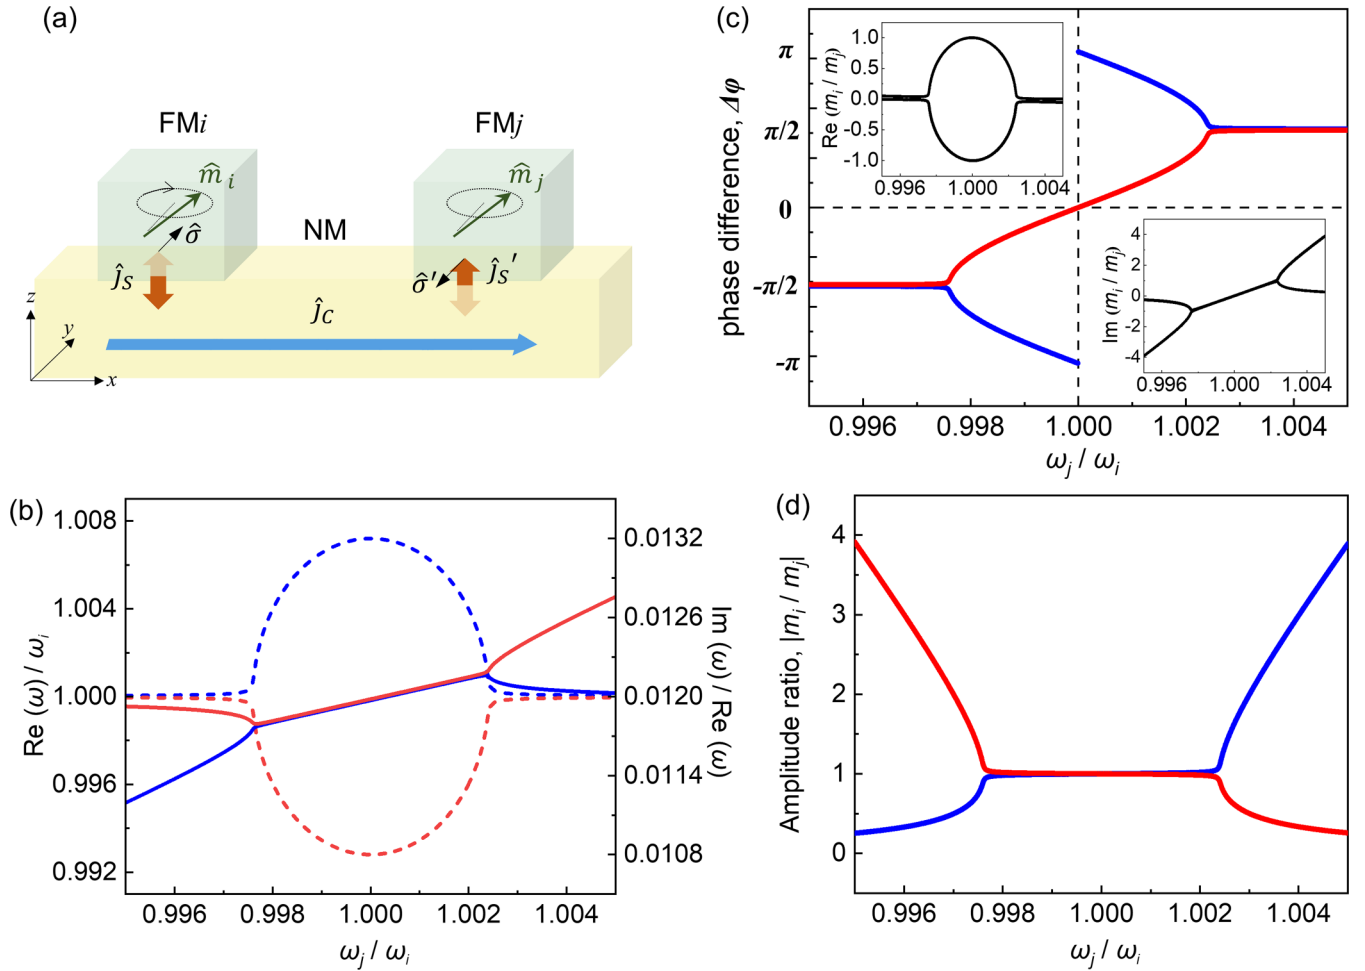 (a)
FMi
FMj
m̂ i
m̂ j
NM
σ̂
ĵS
σ̂′
ĵS′
ĵC
z
y
x
(b)
1.008
1.004
1.000
0.996
0.992
Re (ω) / ωi
0.0132
0.0126
0.0120
0.0114
0.0108
Im (ω) / Re (ω)
0.996 0.998 1.000 1.002 1.004
ωj / ωi
(c)
phase difference, Δφ
π
π/2
0
-π/2
-π
0.996 0.998 1.000 1.002 1.004
ωj / ωi
Re (mi / mj)
1.0
0.5
0.0
-0.5
-1.0
0.996 1.000 1.004
Im (mi / mj)
4
2
0
-2
-4
0.996 1.000 1.004
(d)
Amplitude ratio, |mi / mj|
4
3
2
1
0
0.996 0.998 1.000 1.002 1.004
ωj / ωi